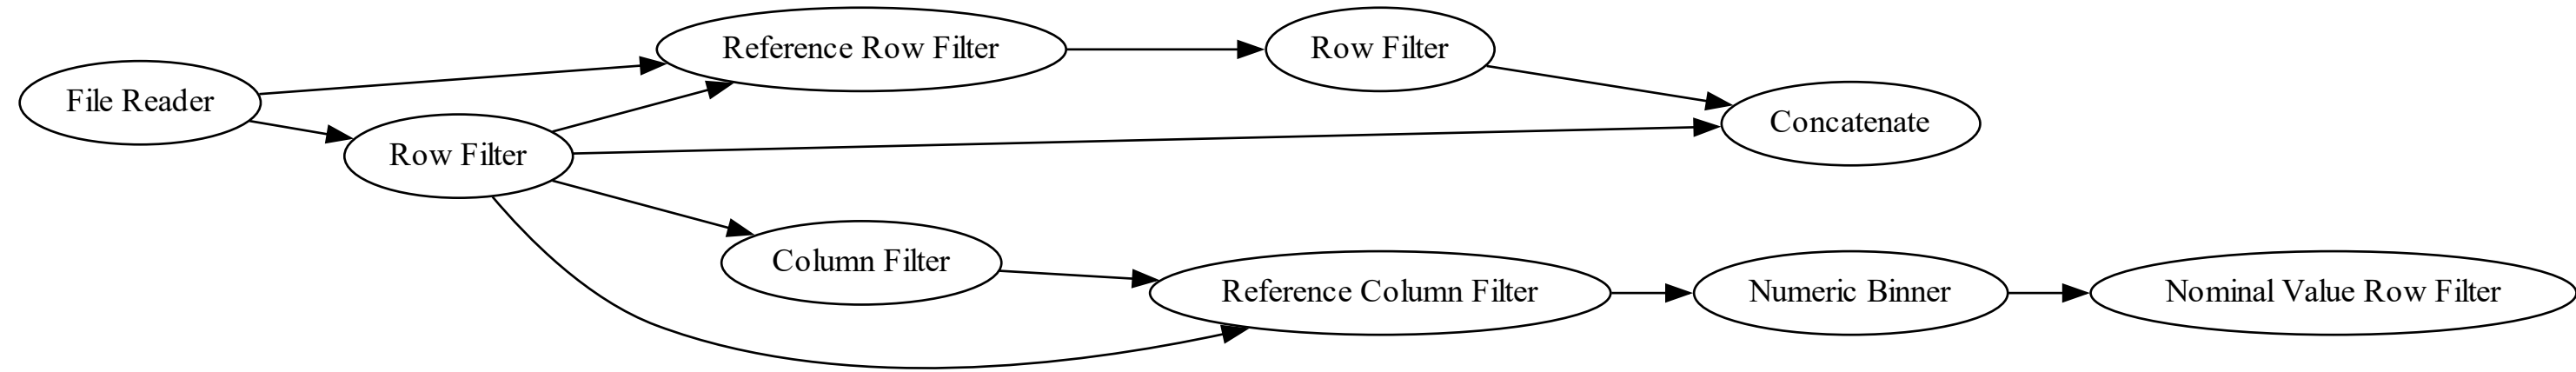 File Reader
Reference Row Filter
Row Filter
Row Filter
Concatenate
Column Filter
Reference Column Filter
Numeric Binner
Nominal Value Row Filter